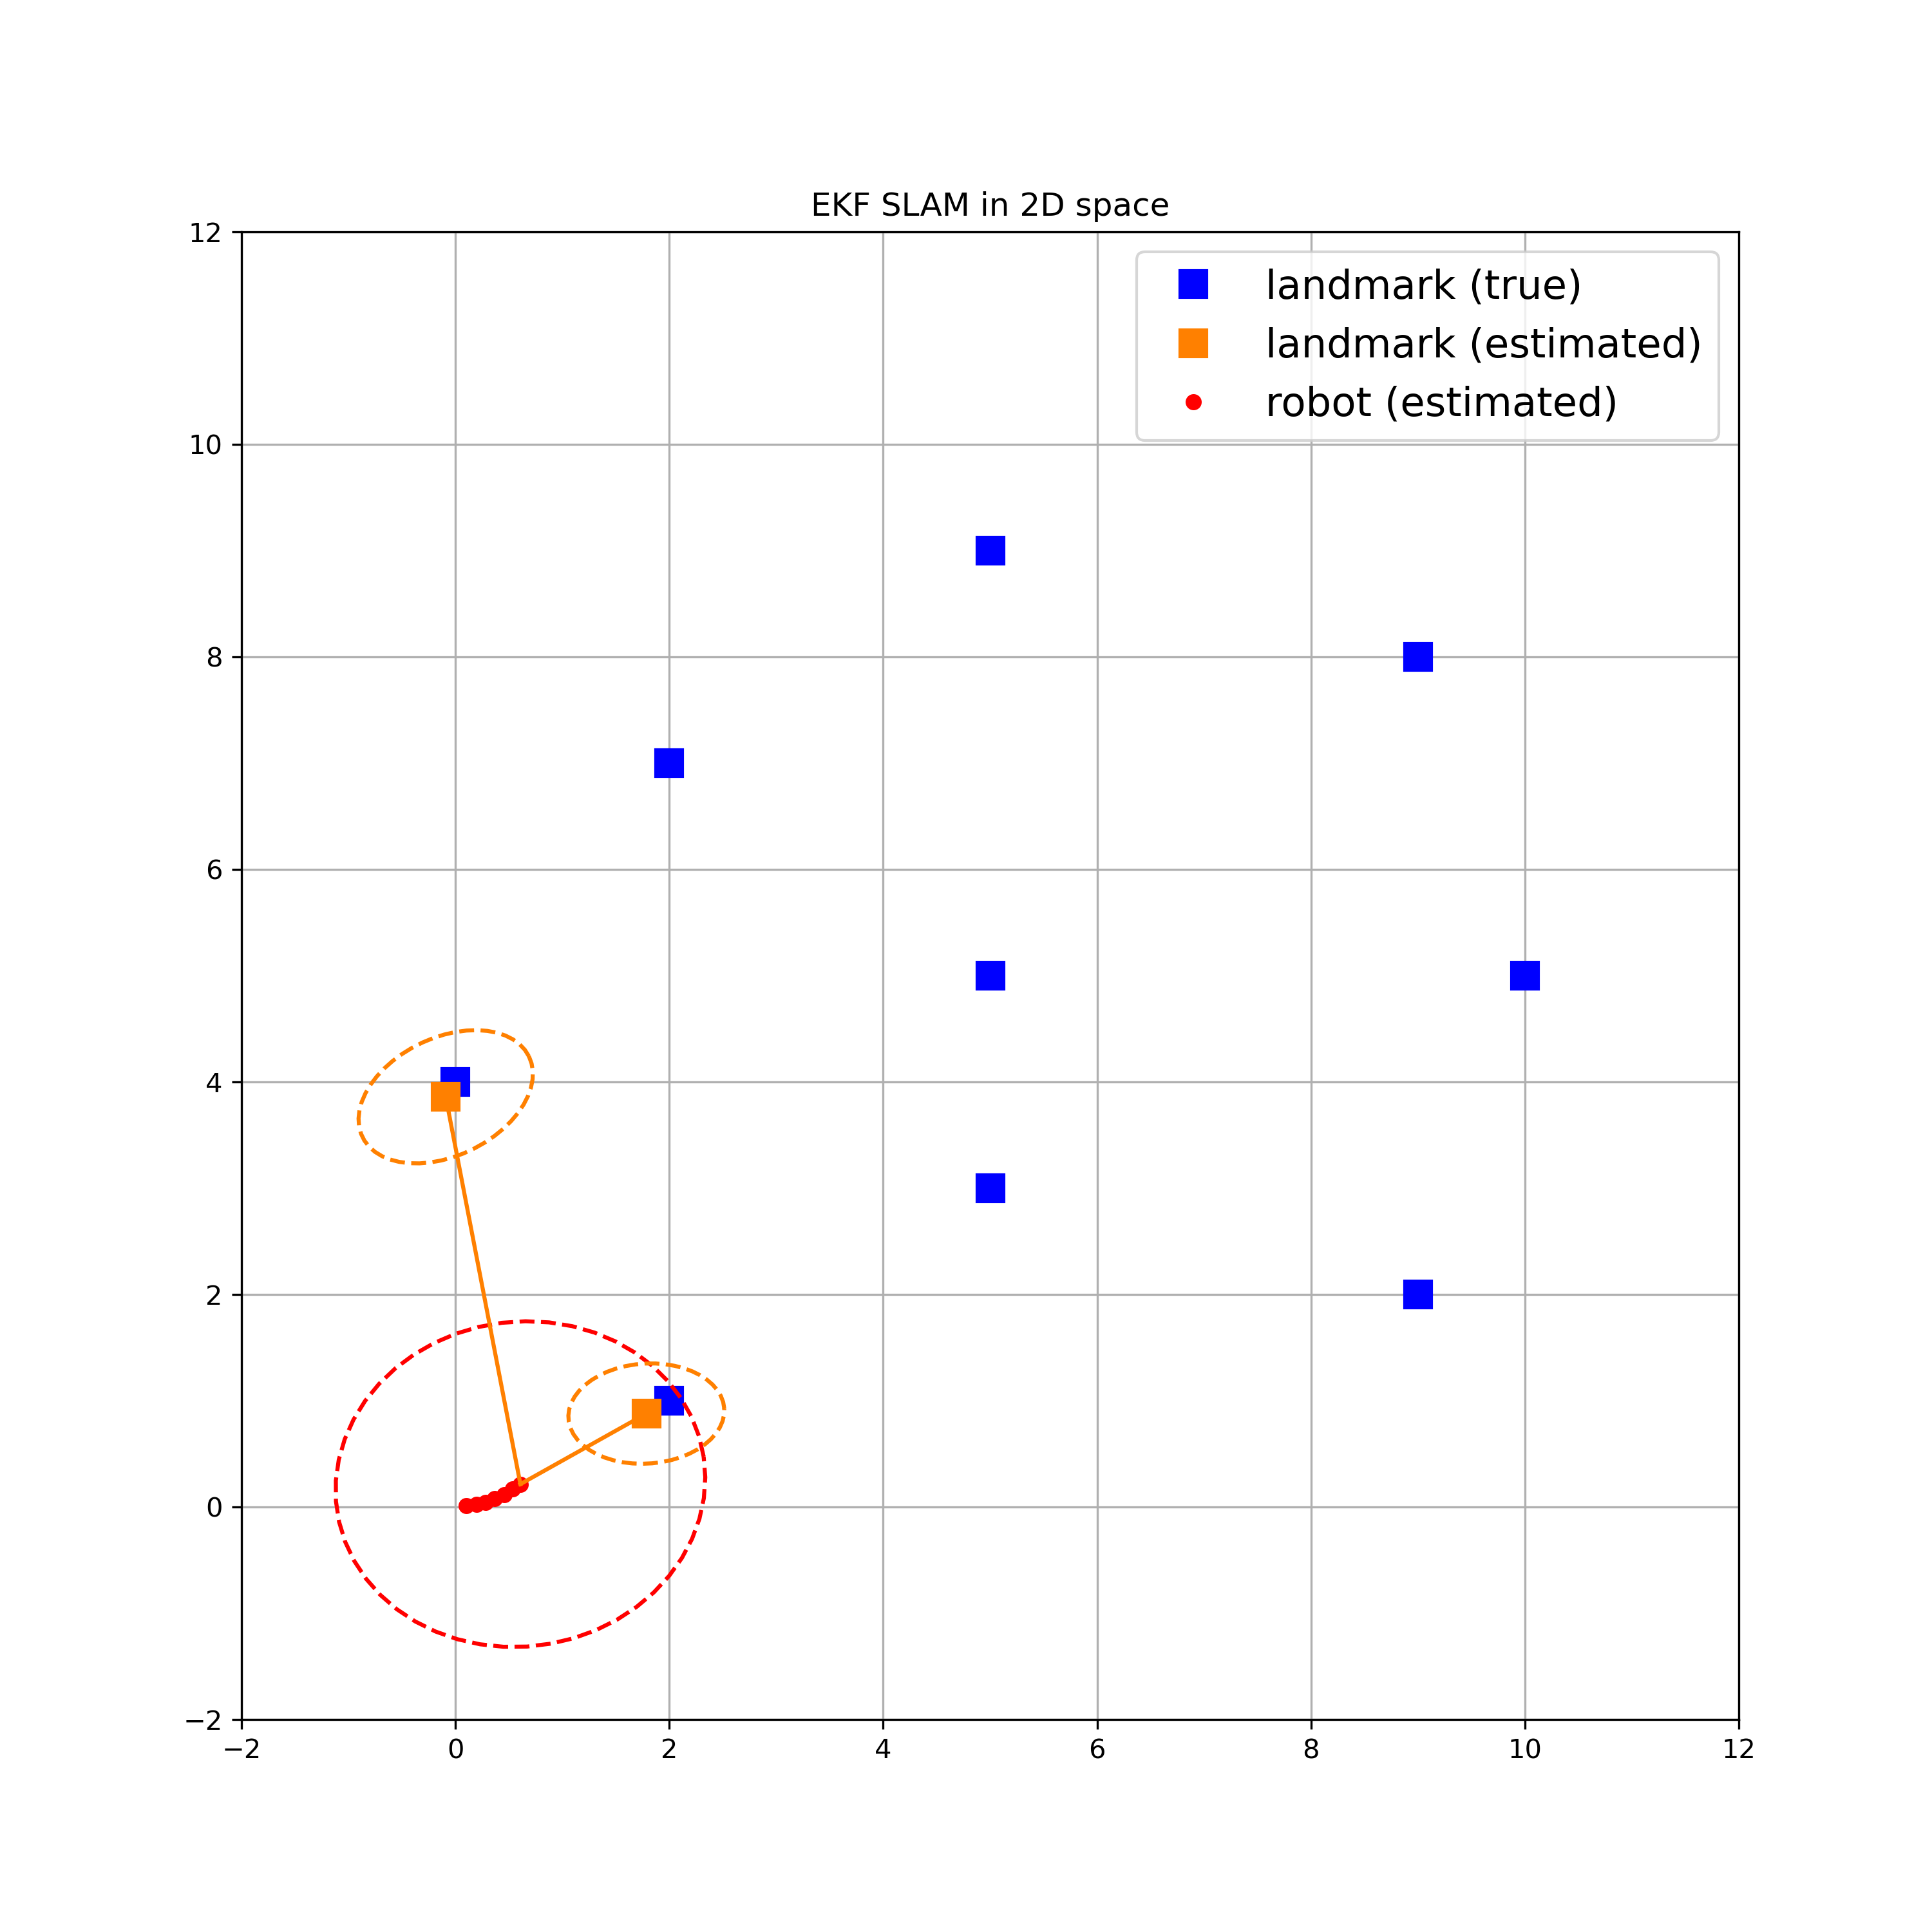 EKF SLAM in 2D space
12
landmark (true)
landmark (estimated)
robot (estimated)
10
8
6
4
2
0
−2
−2 0 2 4 6 8 10 12